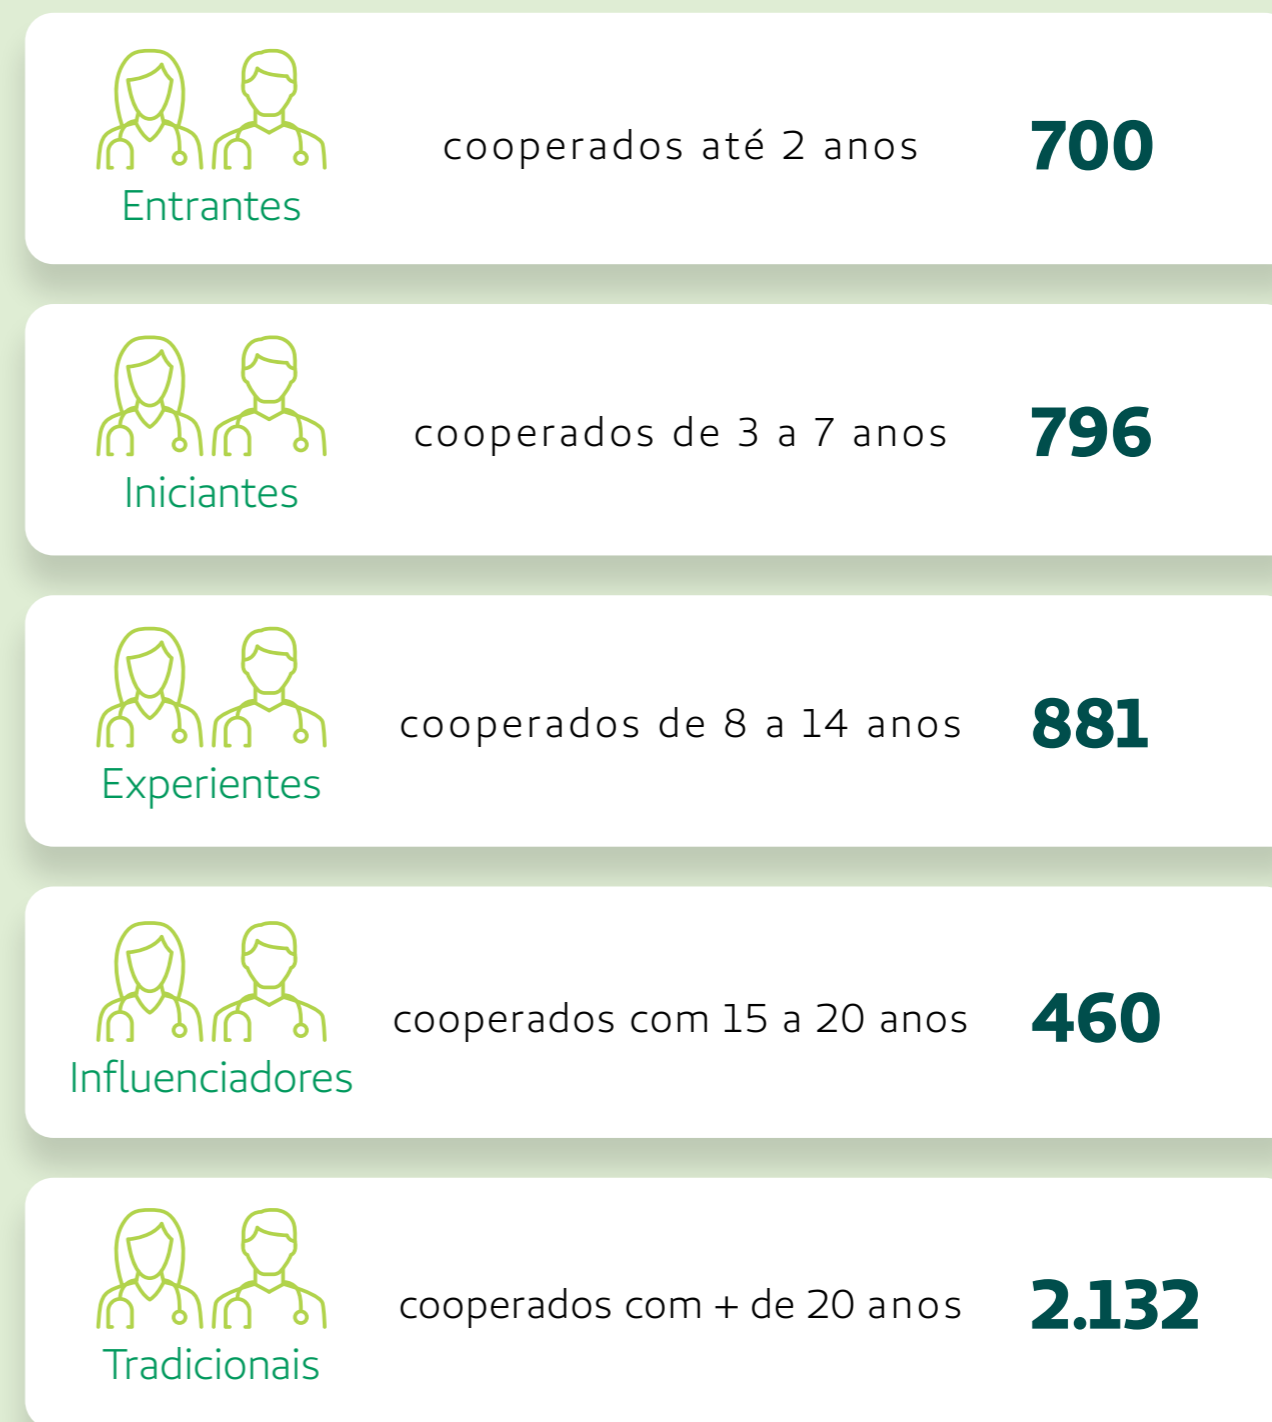 cooperados até 2 anos 700
Entrantes
cooperados de 3 a 7 anos 796
Iniciantes
cooperados de 8 a 14 anos 881
Experientes
cooperados com 15 a 20 anos 460
Influenciadores
cooperados com + de 20 anos 2.132
Tradicionais